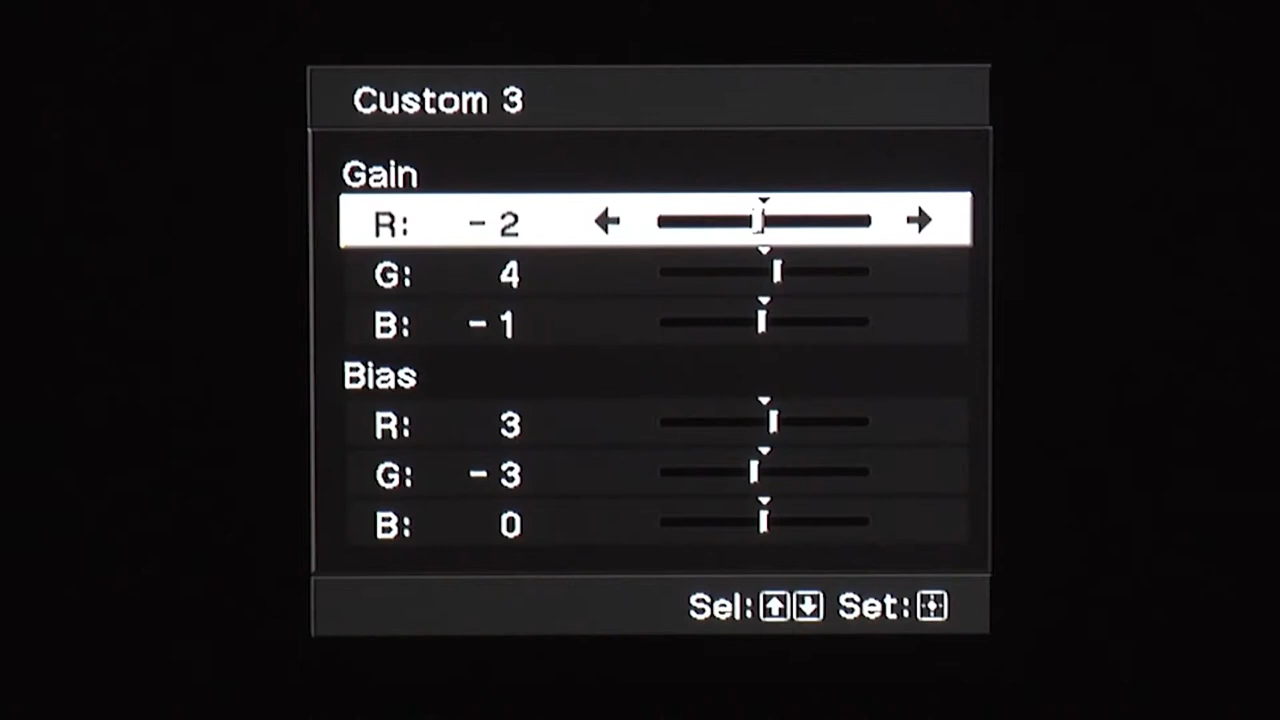 Custom 3
Gain
R: -2
G: 4
B: -1
Bias
R: 3
G: -3
B: 0
Sel: Set: